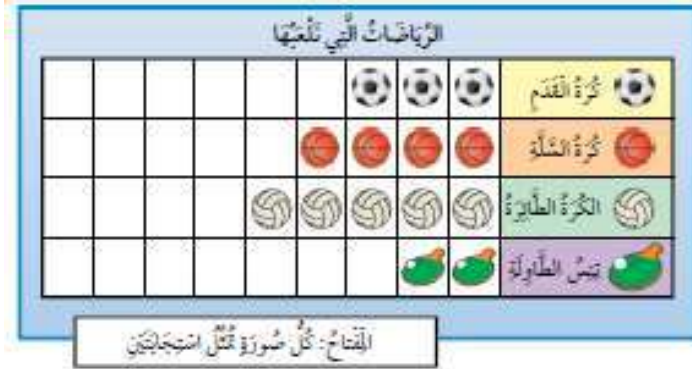 الرِّيَاضَاتُ الَّتِي نَلْعَبُهَا
كُرَةُ الْقَدَمِ
كُرَةُ السَّلَّةِ
الْكُرَةُ الطَّائِرَةُ
تِنِسُ الطَّاوِلَةِ
الْمِفْتَاحُ: كُلُّ صُورَةٍ تُمَثِّلُ اسْتِجَابَتَيْنِ